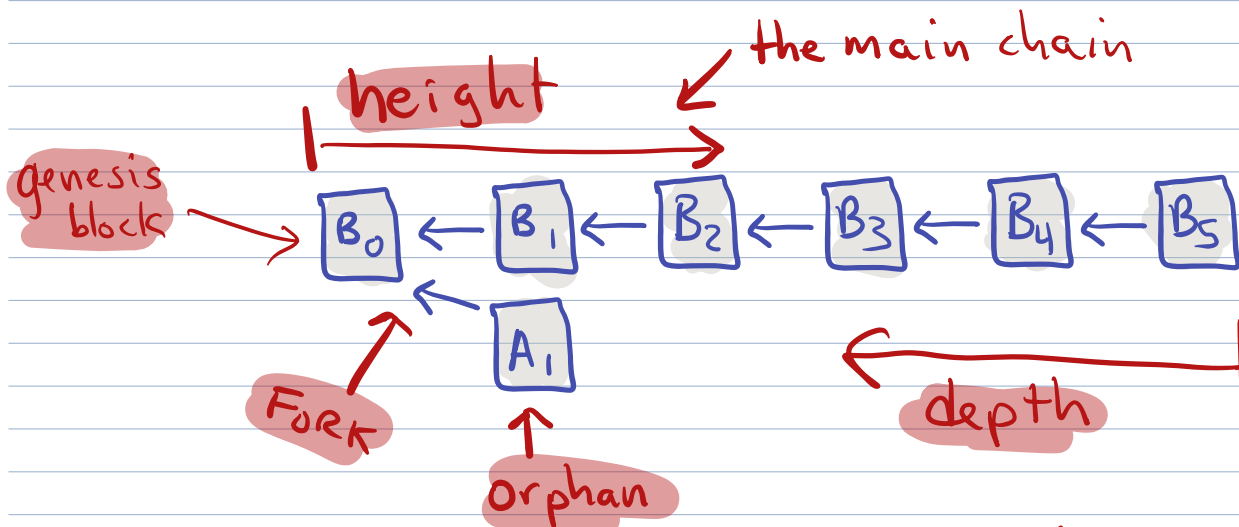 the main chain
height
genesis
block
B0 B1 B2 B3 B4 B5
A1
FORK
depth
orphan